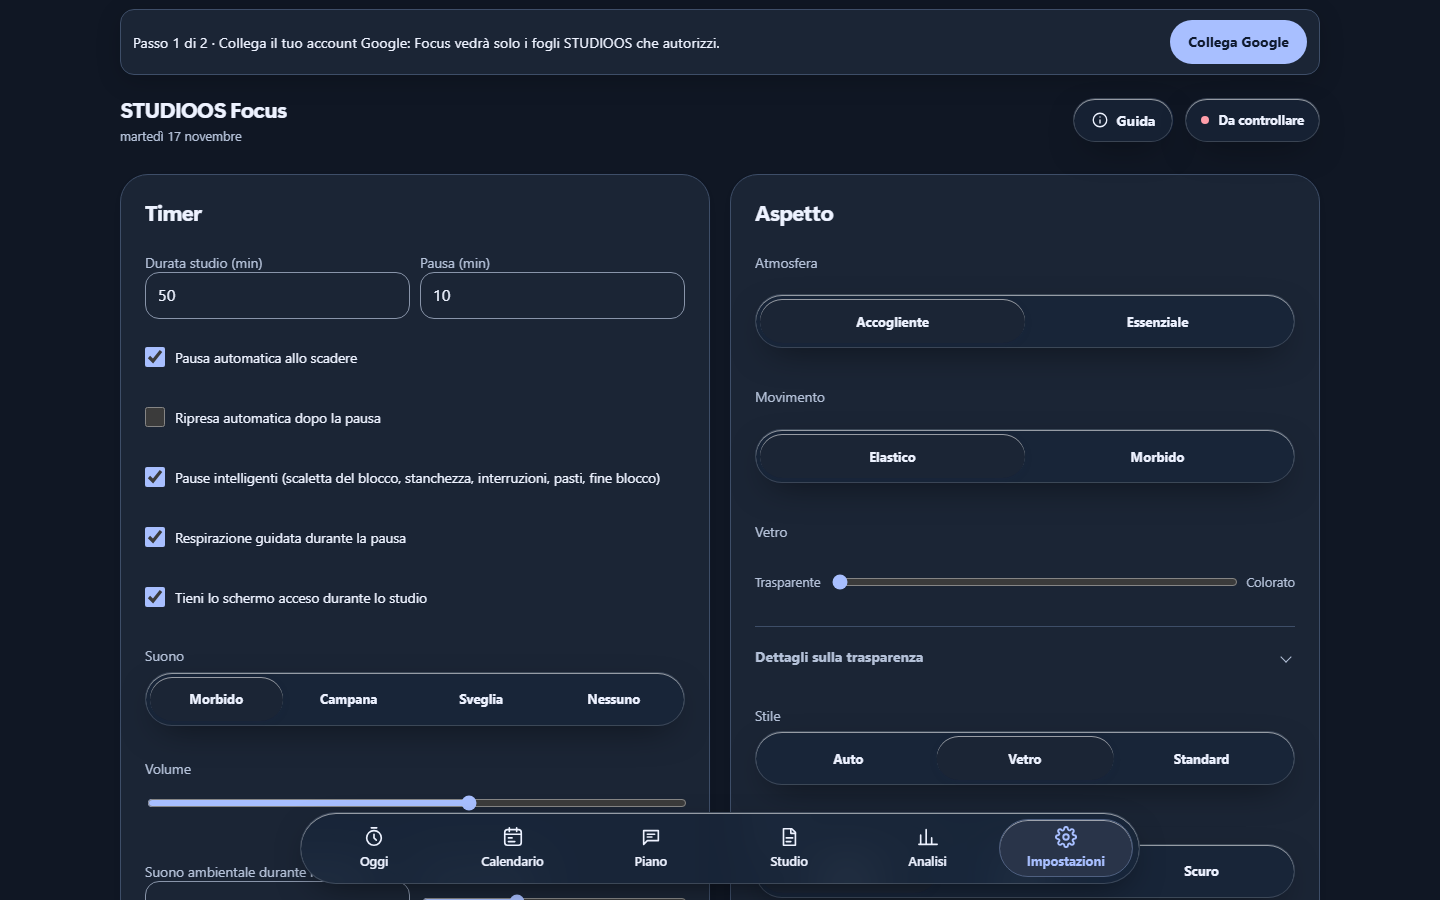 Passo 1 di 2 · Collega il tuo account Google: Focus vedrà solo i fogli STUDIOOS che autorizzi.
Collega Google
STUDIOOS Focus
martedì 17 novembre
Guida
Da controllare
Timer
Durata studio (min)
Pausa (min)
50
10
Pausa automatica allo scadere
Ripresa automatica dopo la pausa
Pause intelligenti (scaletta del blocco, stanchezza, interruzioni, pasti, fine blocco)
Respirazione guidata durante la pausa
Tieni lo schermo acceso durante lo studio
Suono
Morbido
Campana
Sveglia
Nessuno
Volume
Suono ambientale durante
Aspetto
Atmosfera
Accogliente
Essenziale
Movimento
Elastico
Morbido
Vetro
Trasparente
Colorato
Dettagli sulla trasparenza
Stile
Auto
Vetro
Standard
Scuro
Oggi
Calendario
Piano
Studio
Analisi
Impostazioni